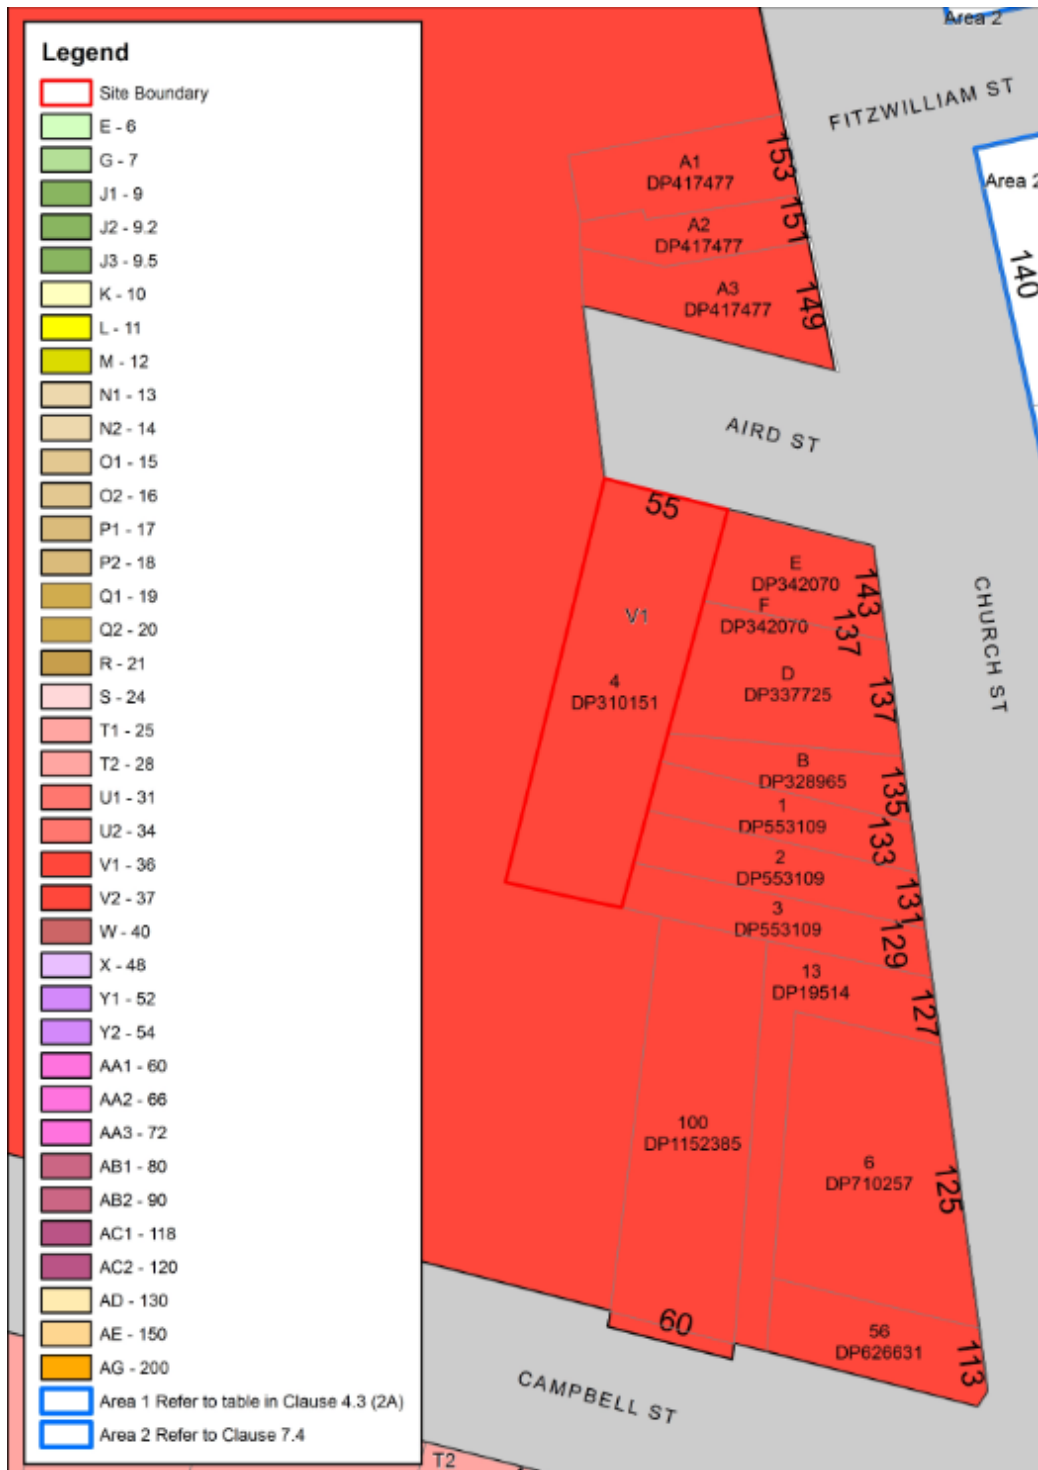 Legend
Site Boundary
E - 6
G - 7
J1 - 9
J2 - 9.2
J3 - 9.5
K - 10
L - 11
M - 12
N1 - 13
N2 - 14
O1 - 15
O2 - 16
P1 - 17
P2 - 18
Q1 - 19
Q2 - 20
R - 21
S - 24
T1 - 25
T2 - 28
U1 - 31
U2 - 34
V1 - 36
V2 - 37
W - 40
X - 48
Y1 - 52
Y2 - 54
AA1 - 60
AA2 - 66
AA3 - 72
AB1 - 80
AB2 - 90
AC1 - 118
AC2 - 120
AD - 130
AE - 150
AG - 200
Area 1 Refer to table in Clause 4.3 (2A)
Area 2 Refer to Clause 7.4
Area 2
FITZWILLIAM ST
Area 2
140
A1
DP417477
153
A2
DP417477
151
A3
DP417477
149
AIRD ST
55
V1
4
DP310151
E
DP342070
143
F
DP342070
137
D
DP337725
137
CHURCH ST
B
DP328965
135
1
DP553109
133
2
DP553109
131
3
DP553109
129
13
DP19514
127
100
DP1152385
6
DP710257
125
60
56
DP626631
113
CAMPBELL ST
T2